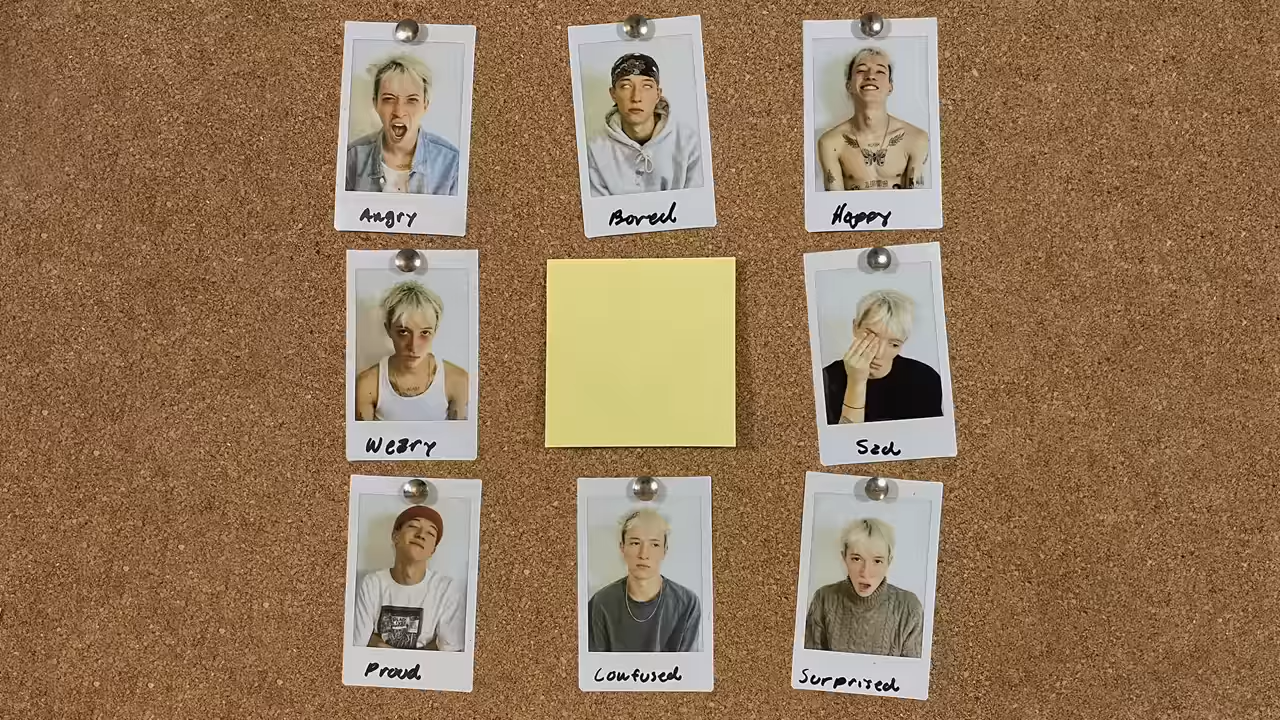 Angry
Bored
Happy
Weary
Sad
Proud
Confused
Surprised